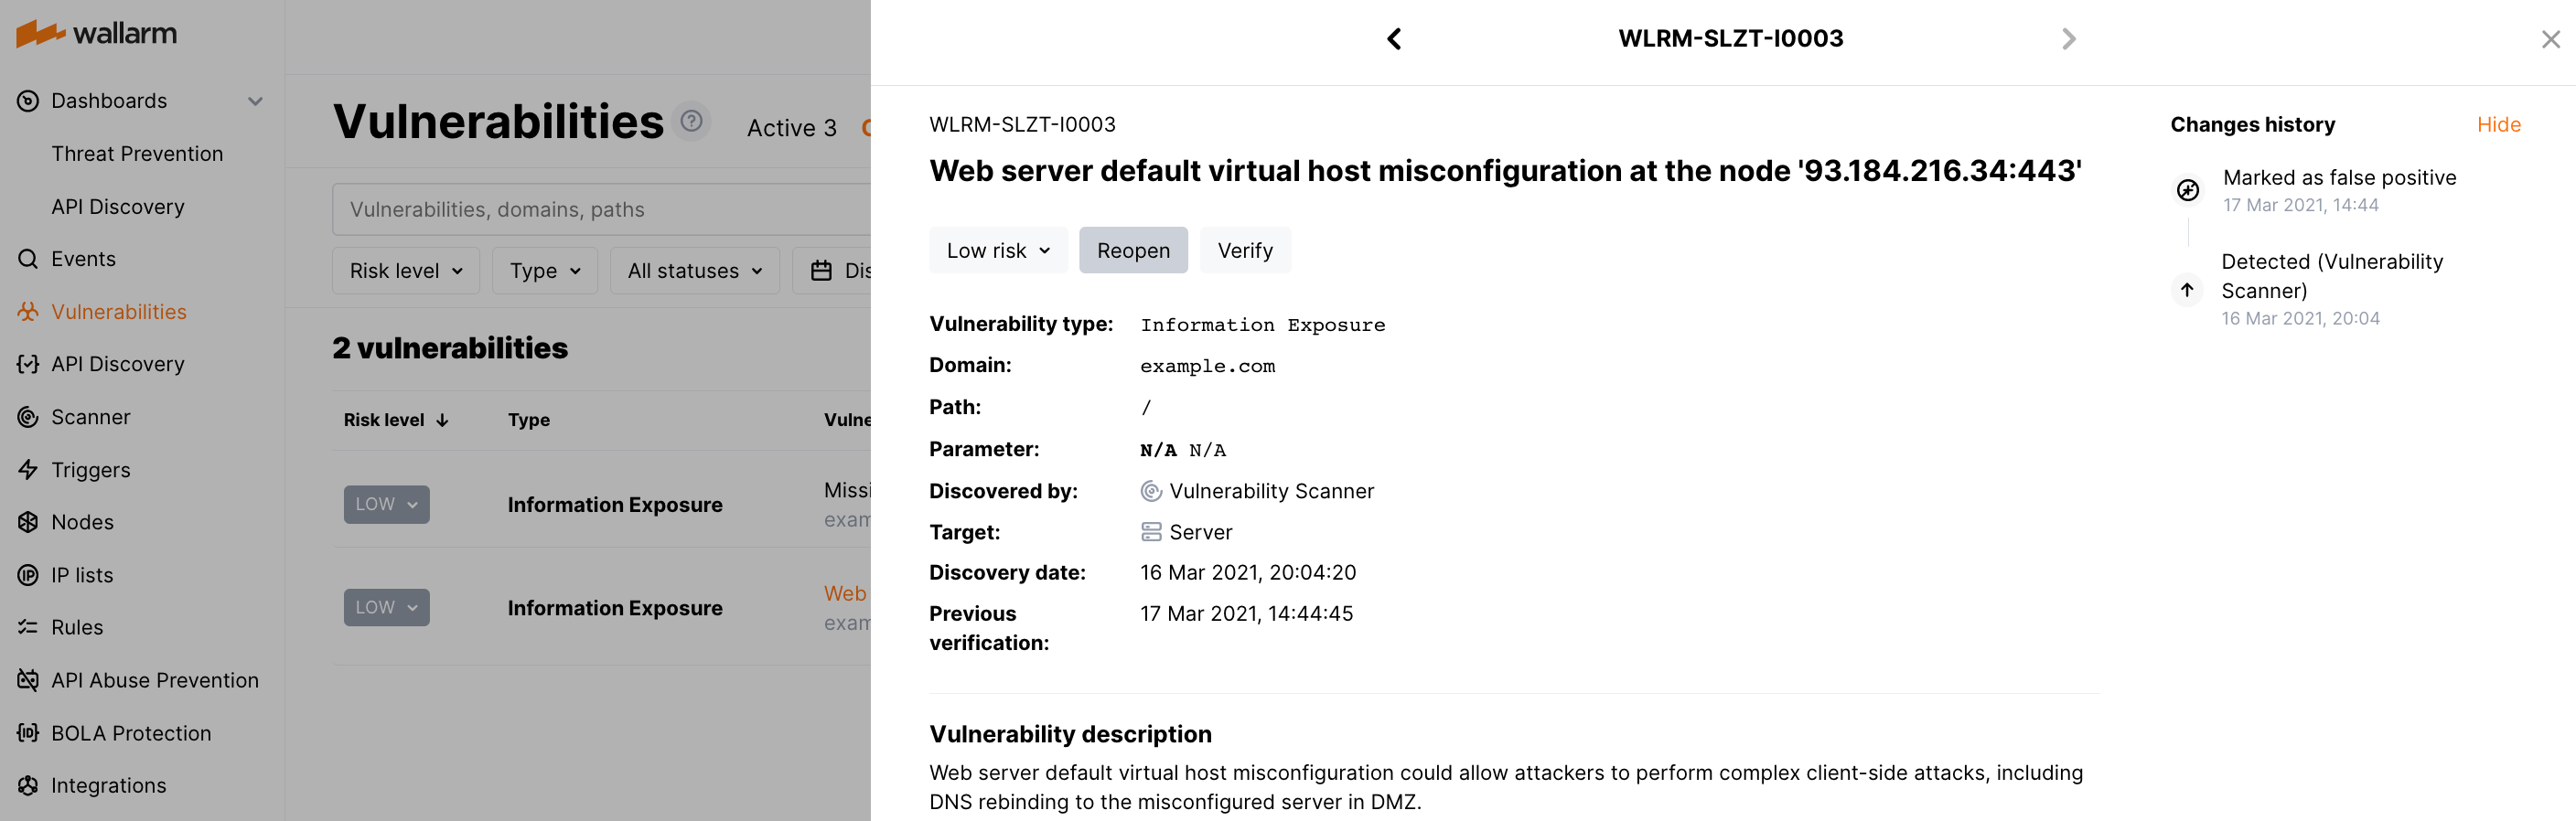 wallarm
Dashboards
Threat Prevention
API Discovery
Events
Vulnerabilities
API Discovery
Scanner
Triggers
Nodes
IP lists
Rules
API Abuse Prevention
BOLA Protection
Integrations
Vulnerabilities ? Active 3
Vulnerabilities, domains, paths
Risk level Type All statuses Dis
2 vulnerabilities
Risk level Type Vulne
LOW Information Exposure Missi
exam
LOW Information Exposure Web
exam
WLRM-SLZT-I0003
WLRM-SLZT-I0003
Web server default virtual host misconfiguration at the node '93.184.216.34:443'
Low risk Reopen Verify
Vulnerability type: Information Exposure
Domain: example.com
Path: /
Parameter: N/A N/A
Discovered by: Vulnerability Scanner
Target: Server
Discovery date: 16 Mar 2021, 20:04:20
Previous 17 Mar 2021, 14:44:45
verification:
Vulnerability description
Web server default virtual host misconfiguration could allow attackers to perform complex client-side attacks, including
DNS rebinding to the misconfigured server in DMZ.
Changes history Hide
Marked as false positive
17 Mar 2021, 14:44
Detected (Vulnerability
Scanner)
16 Mar 2021, 20:04